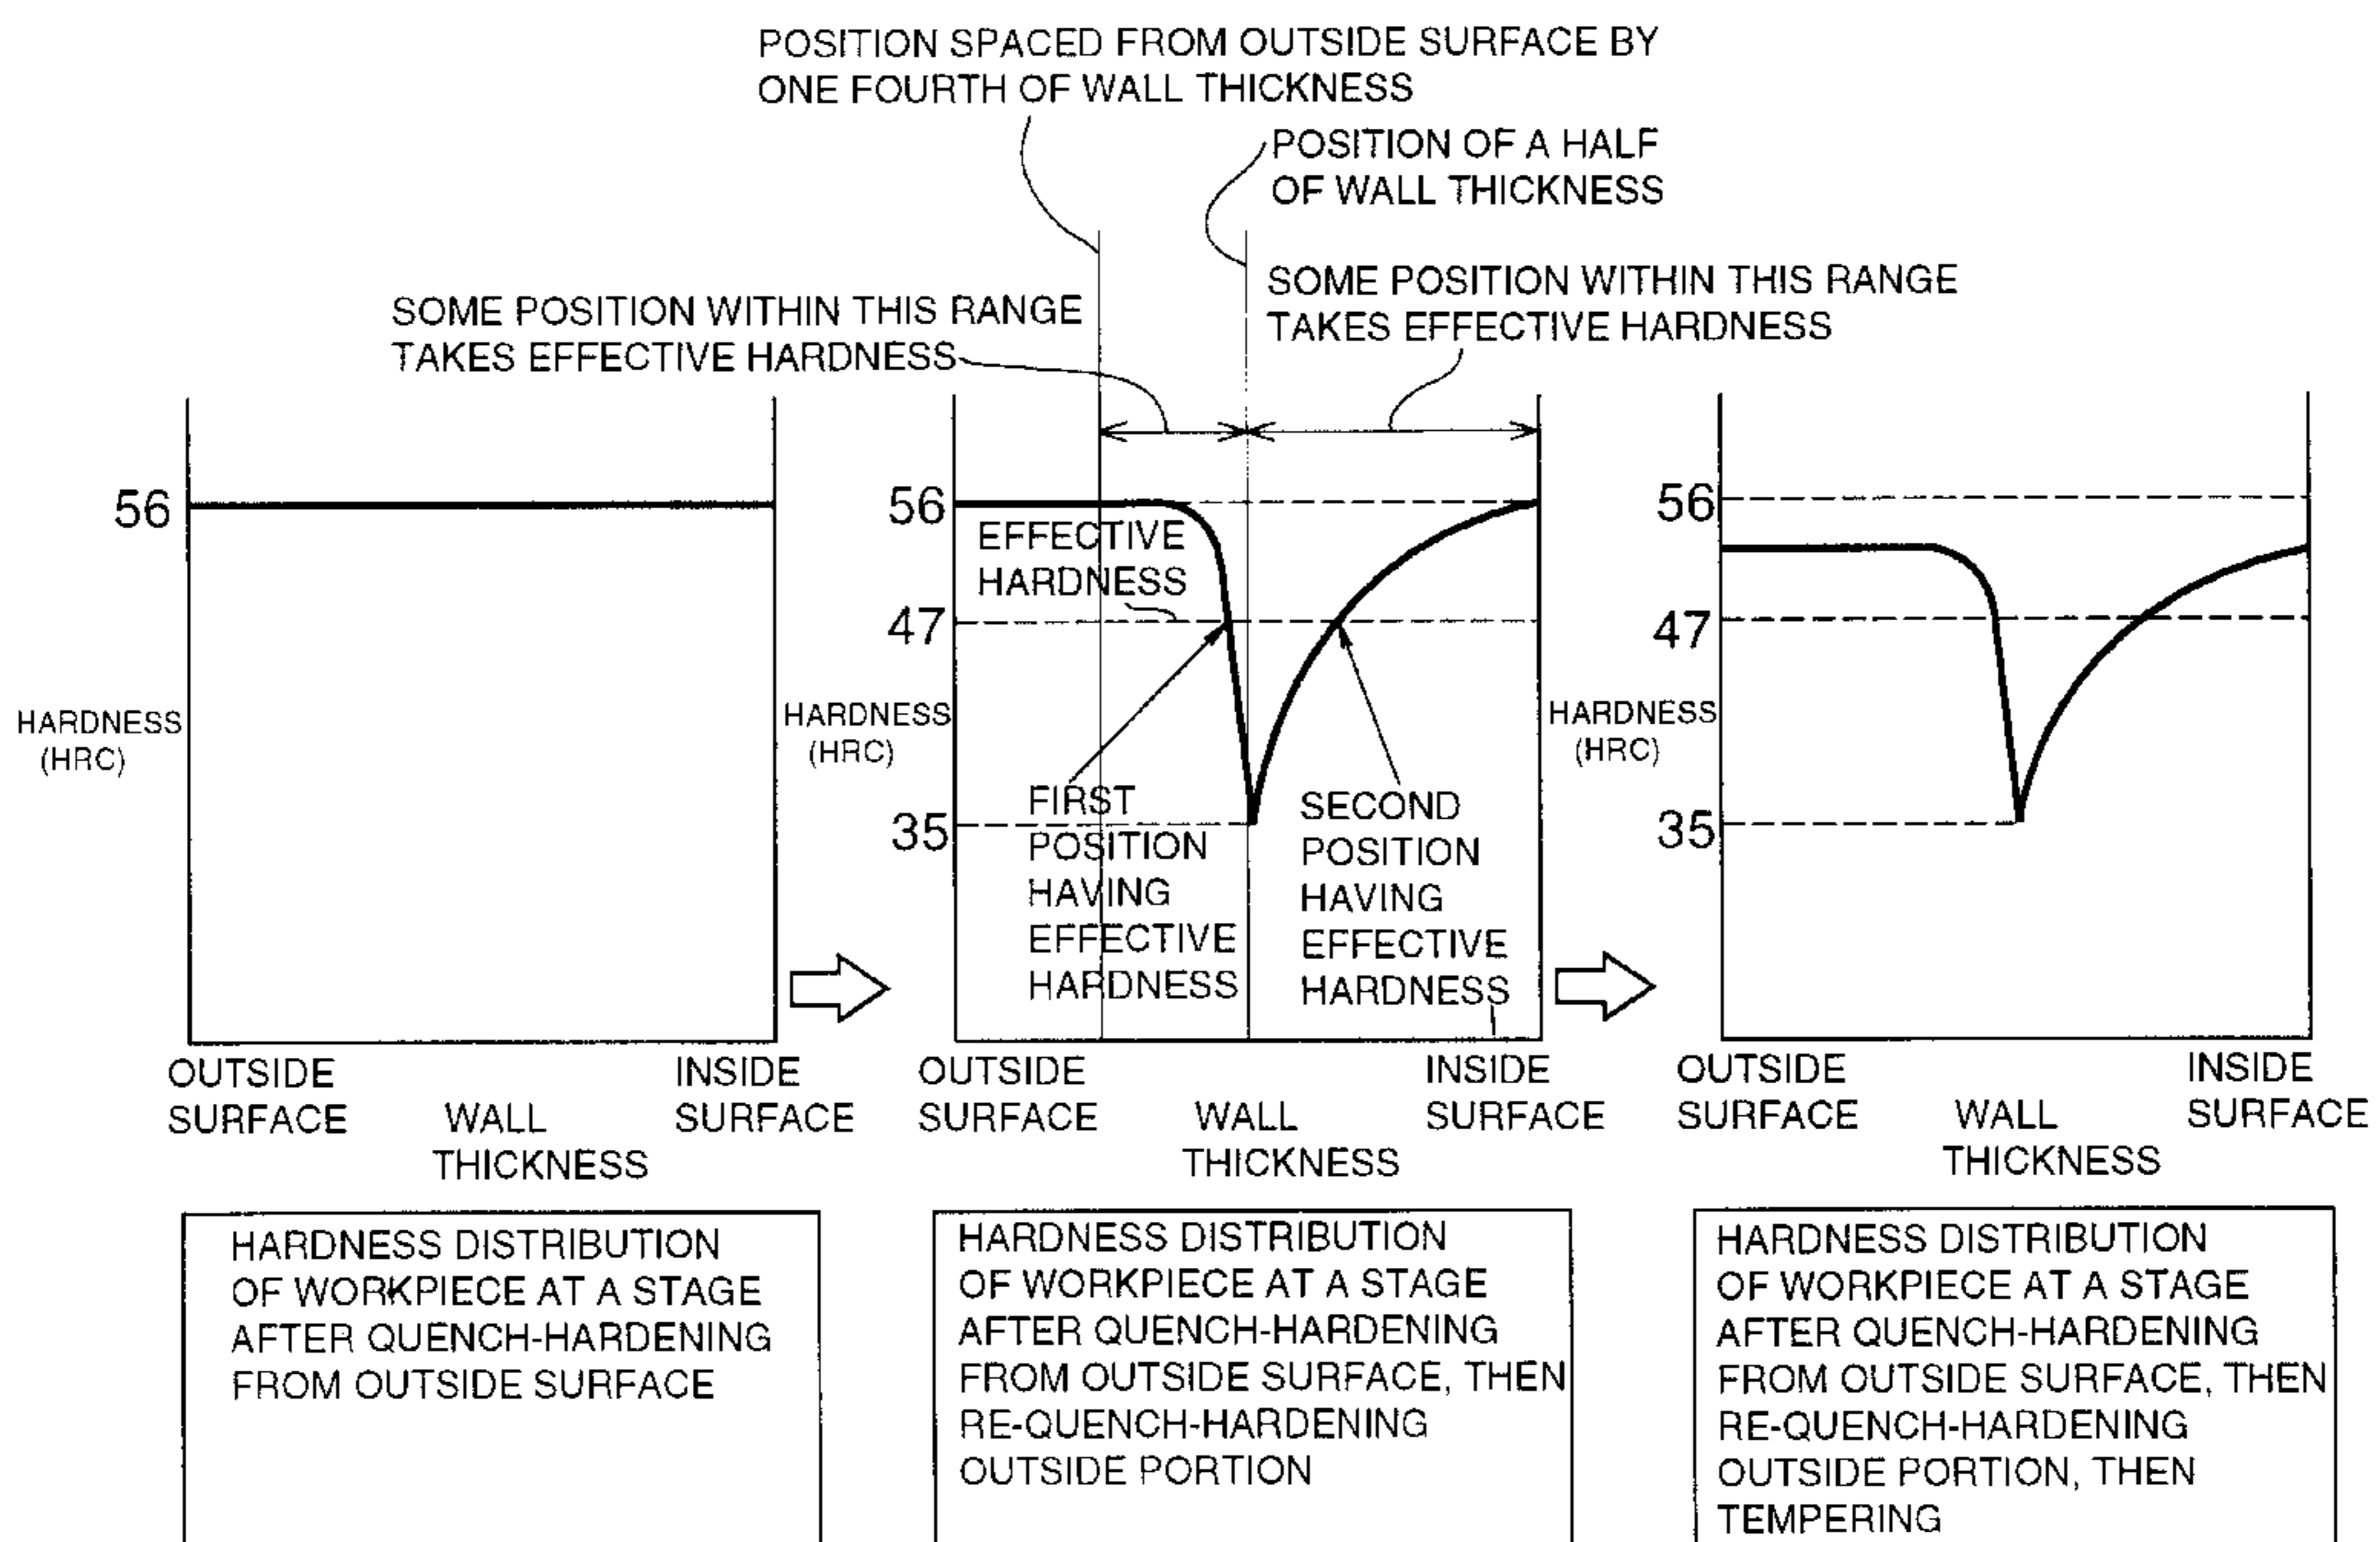 POSITION SPACED FROM OUTSIDE SURFACE BY
ONE FOURTH OF WALL THICKNESS
POSITION OF A HALF
OF WALL THICKNESS
SOME POSITION WITHIN THIS RANGE
TAKES EFFECTIVE HARDNESS
SOME POSITION WITHIN THIS RANGE
TAKES EFFECTIVE HARDNESS
56
HARDNESS
(HRC)
OUTSIDE
SURFACE
WALL
THICKNESS
INSIDE
SURFACE
56
EFFECTIVE
HARDNESS
47
HARDNESS
(HRC)
35
FIRST
POSITION
HAVING
EFFECTIVE
HARDNESS
SECOND
POSITION
HAVING
EFFECTIVE
HARDNESS
OUTSIDE
SURFACE
WALL
THICKNESS
INSIDE
SURFACE
56
47
HARDNESS
(HRC)
35
OUTSIDE
SURFACE
WALL
THICKNESS
INSIDE
SURFACE
HARDNESS DISTRIBUTION
OF WORKPIECE AT A STAGE
AFTER QUENCH-HARDENING
FROM OUTSIDE SURFACE
HARDNESS DISTRIBUTION
OF WORKPIECE AT A STAGE
AFTER QUENCH-HARDENING
FROM OUTSIDE SURFACE, THEN
RE-QUENCH-HARDENING
OUTSIDE PORTION
HARDNESS DISTRIBUTION
OF WORKPIECE AT A STAGE
AFTER QUENCH-HARDENING
FROM OUTSIDE SURFACE, THEN
RE-QUENCH-HARDENING
OUTSIDE PORTION, THEN
TEMPERING